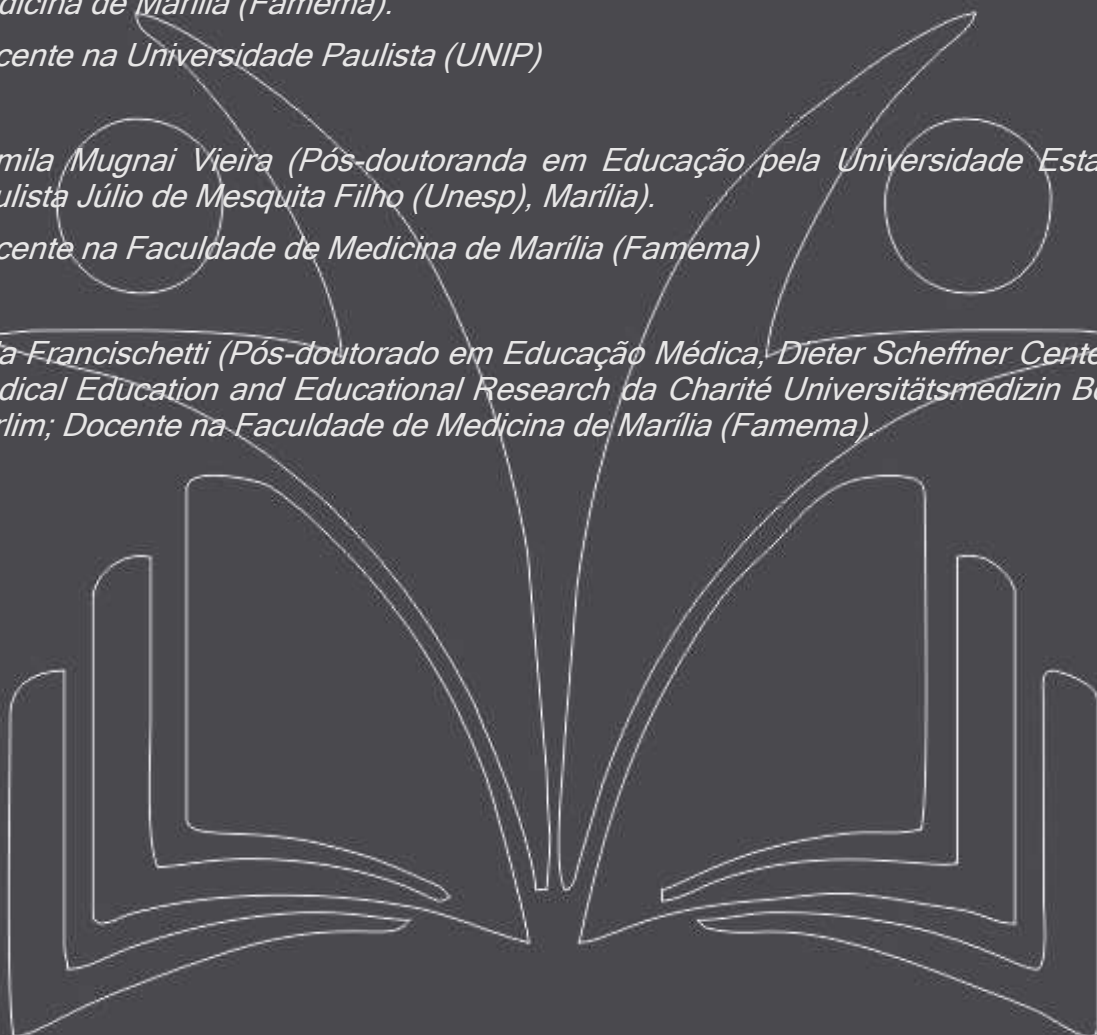 dicina de Marília (Famema).
cente na Universidade Paulista (UNIP)
mila Mugnai Vieira (Pós-doutoranda em Educação pela Universidade Esta
ulista Júlio de Mesquita Filho (Unesp), Marília).
cente na Faculdade de Medicina de Marília (Famema)
la Francischetti (Pós-doutorado em Educação Médica, Dieter Scheffner Cente
dical Education and Educational Research da Charité Universitätsmedizin Be
rlim; Docente na Faculdade de Medicina de Marília (Famema).